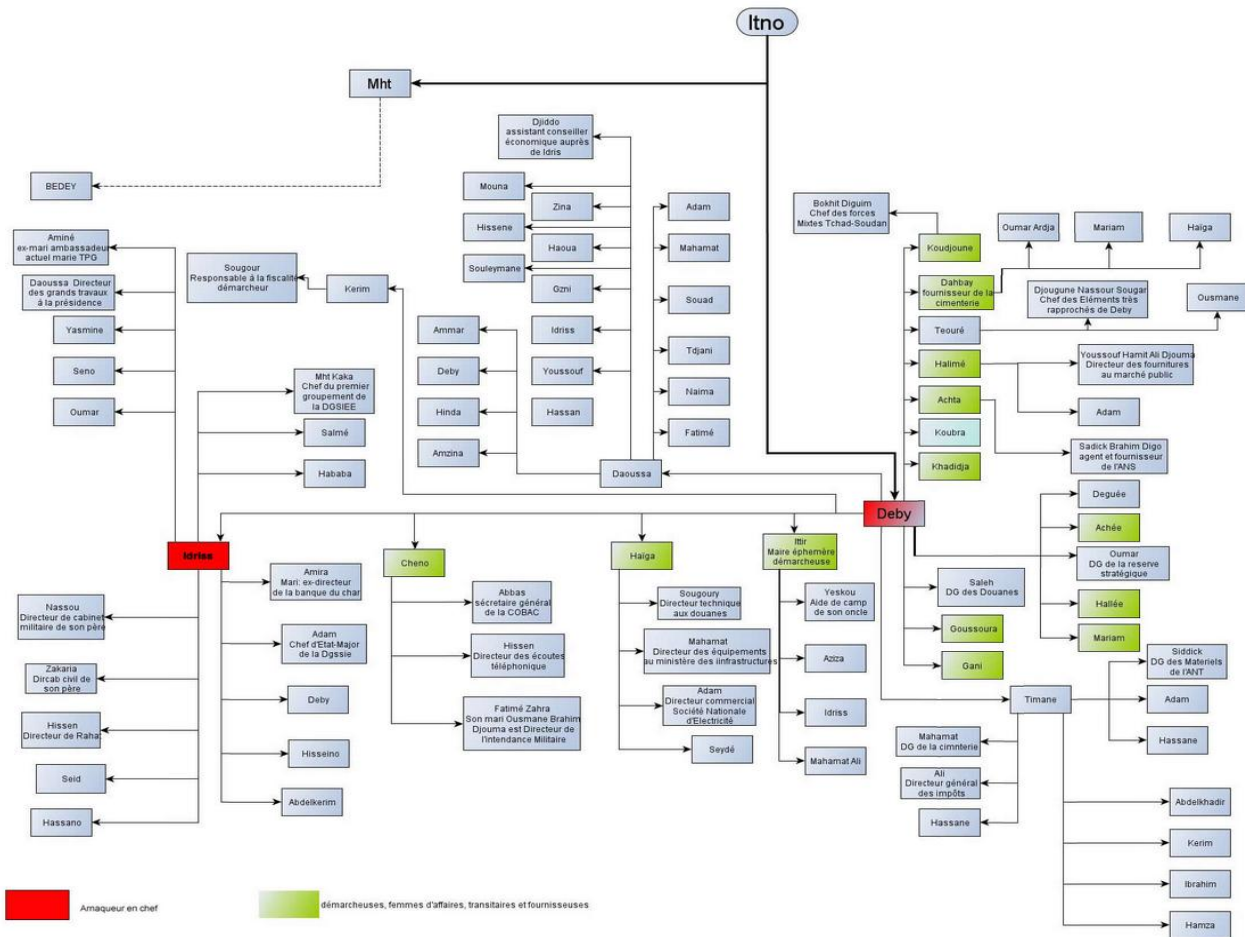 Itno
Mht
Djiddo
assistant conseiller
économique auprès
de Idris
BEDEY
Mouna
Zina
Adam
Bokhit Diguim
Chef des forces
Mixtes Tchad-Soudan
Oumar Ardja
Mariam
Haïga
Aminé
ex-mari ambassadeur
actuel marie TPG
Hissene
Haoua
Mahamat
Koudjoune
Sougour
Responsable à la fiscalité
démarcheur
Kerim
Souleymane
Gzni
Souad
Dahbay
fournisseur de la
cimenterie
Djougune Nassour Sougar
Chef des Eléments très
rapprochés de Deby
Ousmane
Daoussa Directeur
des grands travaux
à la présidence
Yasmine
Ammar
Idriss
Tdjani
Teouré
Seno
Deby
Youssouf
Naima
Halimé
Youssouf Hamit Ali Djouma
Directeur des fournitures
au marché public
Mht Kaka
Chef du premier
groupement de
la DGSIEE
Oumar
Hinda
Hassan
Achta
Adam
Salmé
Amzina
Fatimé
Koubra
Hababa
Daoussa
Khadidja
Sadick Brahim Digo
agent et fournisseur
de l'ANS
Deby
Deguée
Achée
Idriss
Cheno
Haïga
Ittir
Maire éphemère
démarcheuse
Oumar
DG de la reserve
stratégique
Amira
Mari: ex-directeur
de la banque du char
Saleh
DG des Douanes
Nassou
Directeur de cabinet
militaire de son père
Abbas
sécretaire général
de la COBAC
Sougoury
Directeur technique
aux douanes
Yeskou
Aide de camp
de son oncle
Hallée
Goussoura
Mariam
Adam
Chef d'Etat-Major
de la Dgssie
Hissen
Directeur des écoutes
téléphonique
Mahamat
Directeur des équipements
au ministère des iinfrastructures
Aziza
Gani
Siddick
DG des Materiels
de l'ANT
Zakaria
Dircab civil de
son père
Deby
Fatimé Zahra
Son mari Ousmane Brahim
Djouma est Directeur de
l'intendance Militaire
Adam
Directeur commercial
Société Nationale
d'Electricité
Idriss
Timane
Adam
Hissen
Directeur de Rahat
Hisseino
Seydé
Mahamat Ali
Mahamat
DG de la cimnterie
Hassane
Seid
Ali
Directeur général
des impôts
Hassano
Abdelkerim
Hassane
Abdelkhadir
Kerim
Ibrahim
Hamza
Arnaqueur en chef
démarcheuses, femmes d'affaires, transitaires et fournisseuses